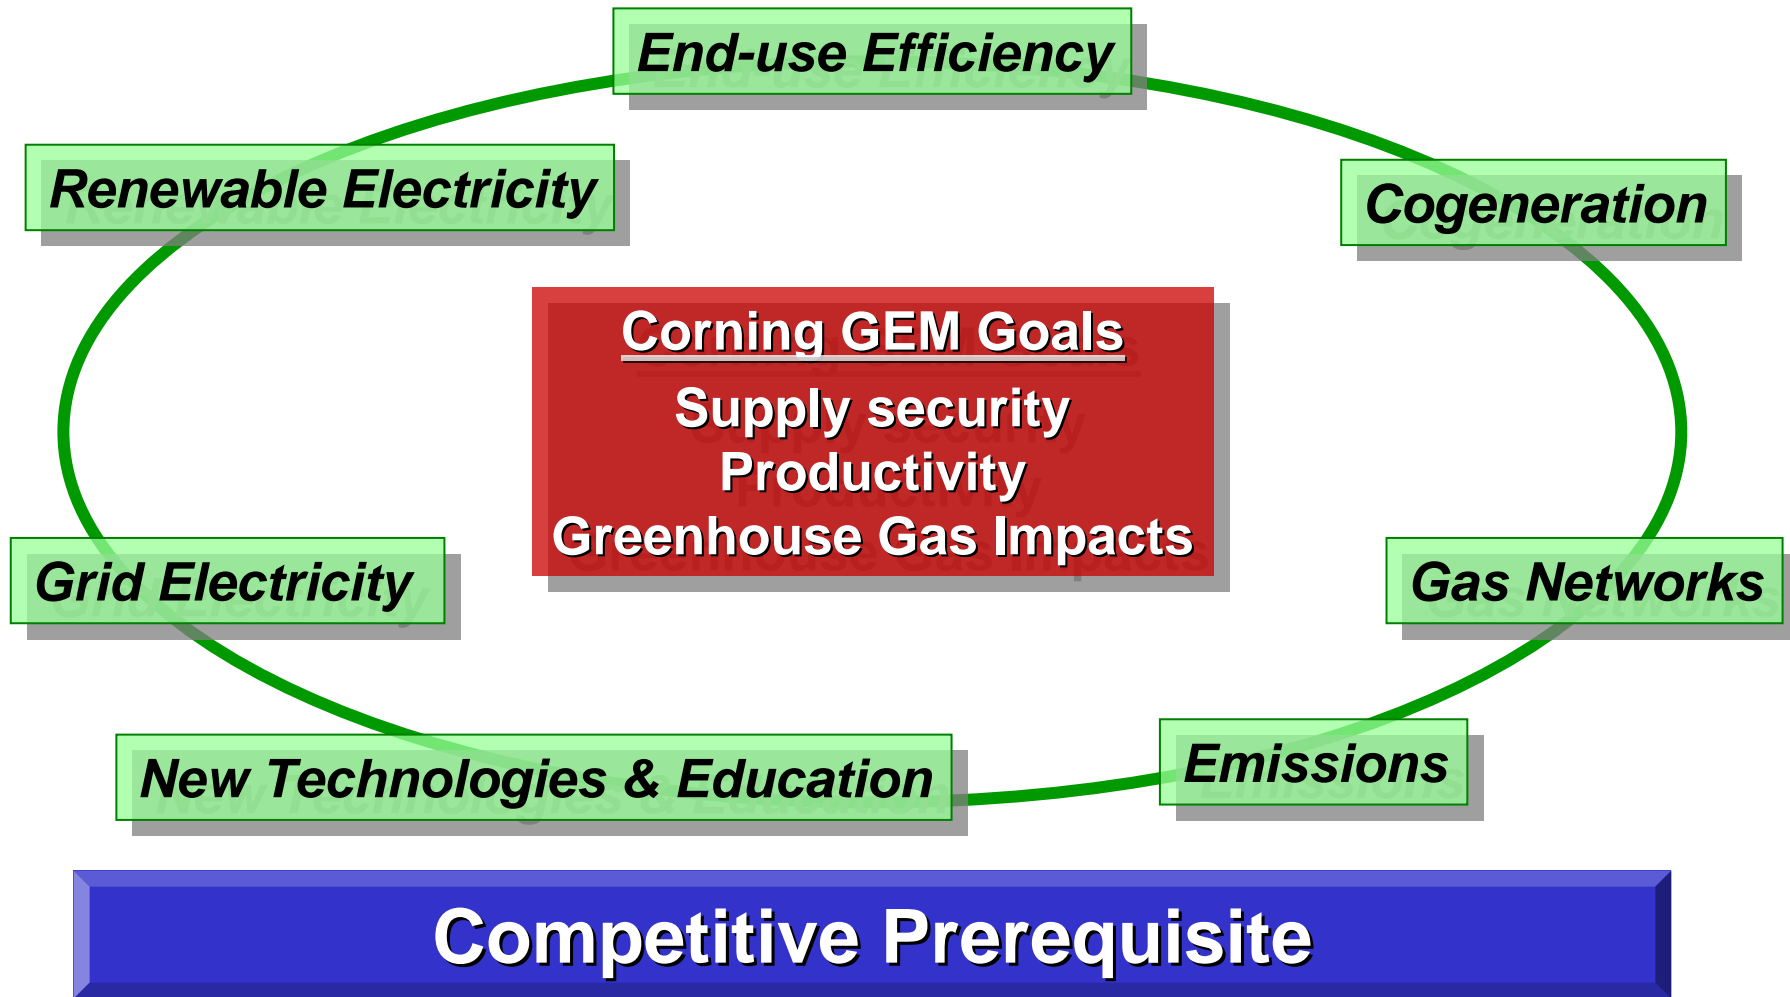 End-use Efficiency
Renewable Electricity
Cogeneration
Corning GEM Goals
Supply security
Productivity
Greenhouse Gas Impacts
Grid Electricity
Gas Networks
New Technologies & Education
Emissions
Competitive Prerequisite